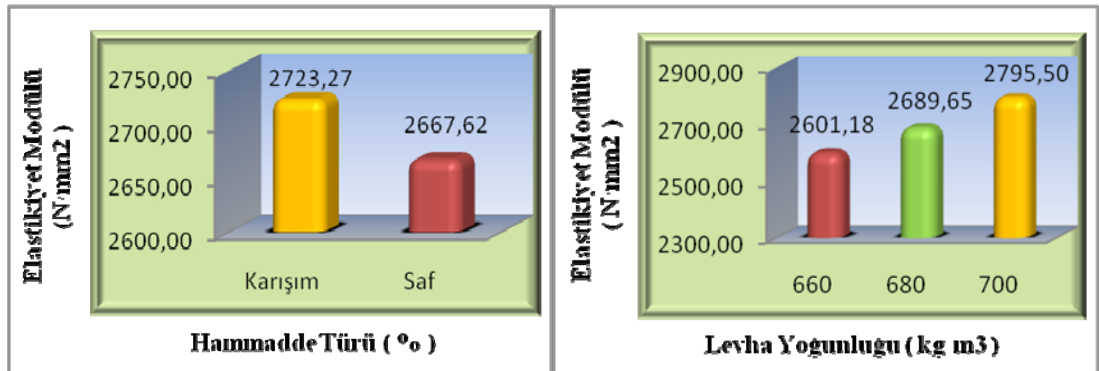 Elastikiyet Modülü
(N/mm2 )
2750,00
2700,00
2650,00
2600,00
2723,27
2667,62
Karışım Saf
Hammadde Türü ( % )
Elastikiyet Modülü
( N/mm2 )
2900,00
2700,00
2500,00
2300,00
2601,18
2689,65
2795,50
660 680 700
Levha Yoğunluğu ( kg m3 )